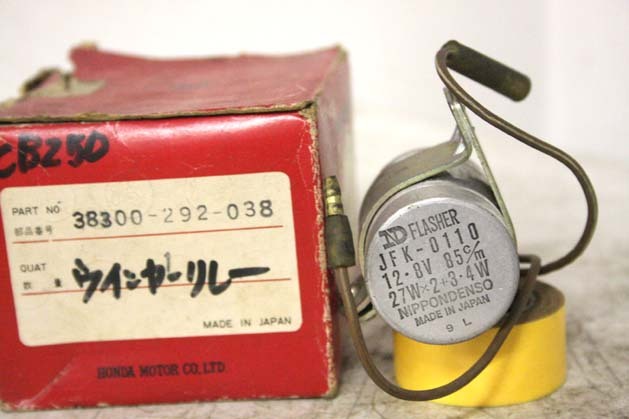 CB250
PART NO. 38300-292-038
部品番号
QUAT
数 量 ウインカーリレー
MADE IN JAPAN
HONDA MOTOR CO.,LTD.
ND FLASHER
JFK-0110
12.8V 85c/m
27W×2+3.4W
NIPPONDENSO
MADE IN JAPAN
9 L